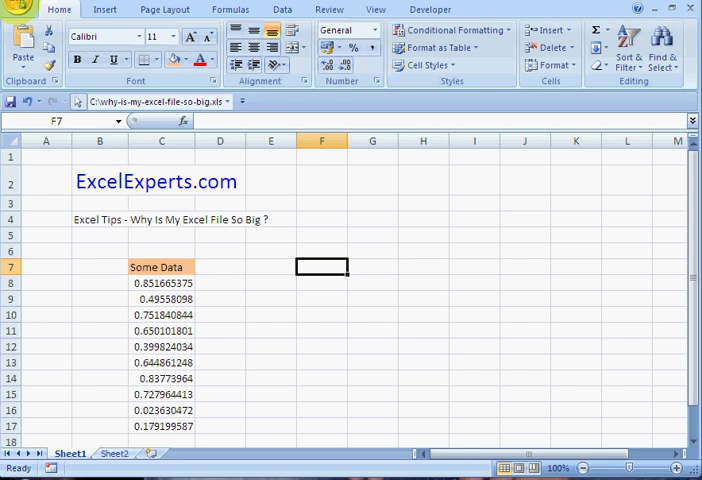 Home Insert Page Layout Formulas Data Review View Developer
Paste Calibri 11 General Conditional Formatting Insert Σ
B I U A % , Format as Table Delete Sort & Find &
Cell Styles Format Filter Select
Clipboard Font Alignment Number Styles Cells Editing
C:\why-is-my-excel-file-so-big.xls
F7 fx
A B C D E F G H I J K L M
1
2 ExcelExperts.com
3
4 Excel Tips - Why Is My Excel File So Big ?
5
6
7 Some Data
8 0.851665375
9 0.49558098
10 0.751840844
11 0.650101801
12 0.399824034
13 0.644861248
14 0.83773964
15 0.727964413
16 0.023630472
17 0.179199587
18
Sheet1 Sheet2
Ready 100%